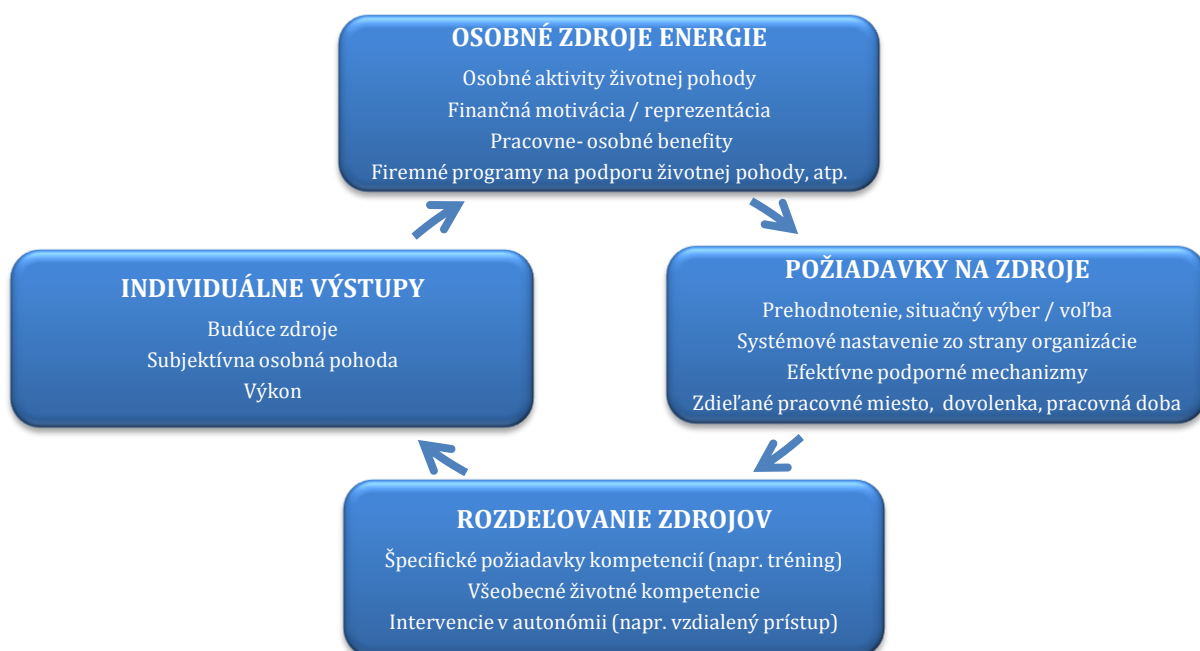 OSOBNÉ ZDROJE ENERGIE
Osobné aktivity životnej pohody
Finančná motivácia / reprezentácia
Pracovne- osobné benefity
Firemné programy na podporu životnej pohody, atp.
INDIVIDUÁLNE VÝSTUPY
Budúce zdroje
Subjektívna osobná pohoda
Výkon
POŽIADAVKY NA ZDROJE
Prehodnotenie, situačný výber / voľba
Systémové nastavenie zo strany organizácie
Efektívne podporné mechanizmy
Zdieľané pracovné miesto, dovolenka, pracovná doba
ROZDEĽOVANIE ZDROJOV
Špecifické požiadavky kompetencií (napr. tréning)
Všeobecné životné kompetencie
Intervencie v autonómii (napr. vzdialený prístup)